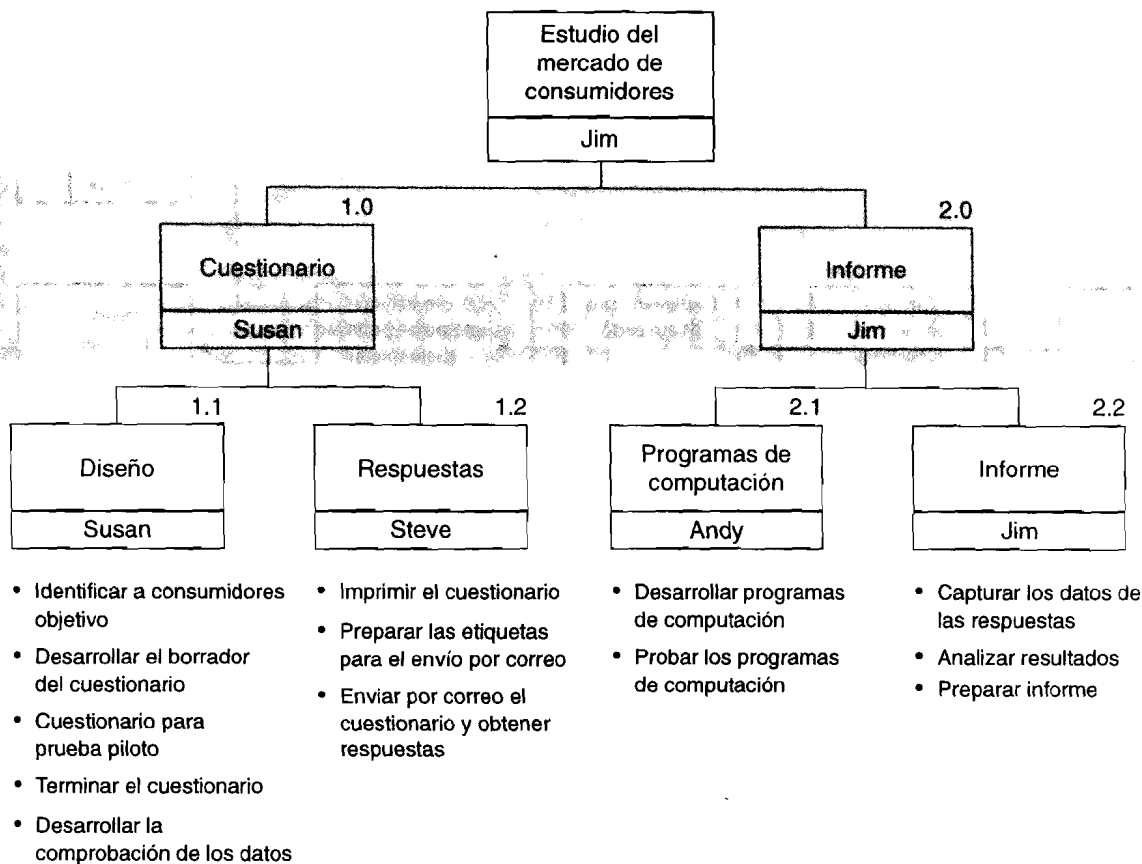 Estudio del
mercado de
consumidores
Jim
1.0
Cuestionario
Susan
2.0
Informe
Jim
1.1
Diseño
Susan
1.2
Respuestas
Steve
2.1
Programas de
computación
Andy
2.2
Informe
Jim
• Identificar a consumidores
objetivo
• Desarrollar el borrador
del cuestionario
• Cuestionario para
prueba piloto
• Terminar el cuestionario
• Desarrollar la
comprobación de los datos
• Imprimir el cuestionario
• Preparar las etiquetas
para el envío por correo
• Enviar por correo el
cuestionario y obtener
respuestas
• Desarrollar programas
de computación
• Probar los programas
de computación
• Capturar los datos de
las respuestas
• Analizar resultados
• Preparar informe